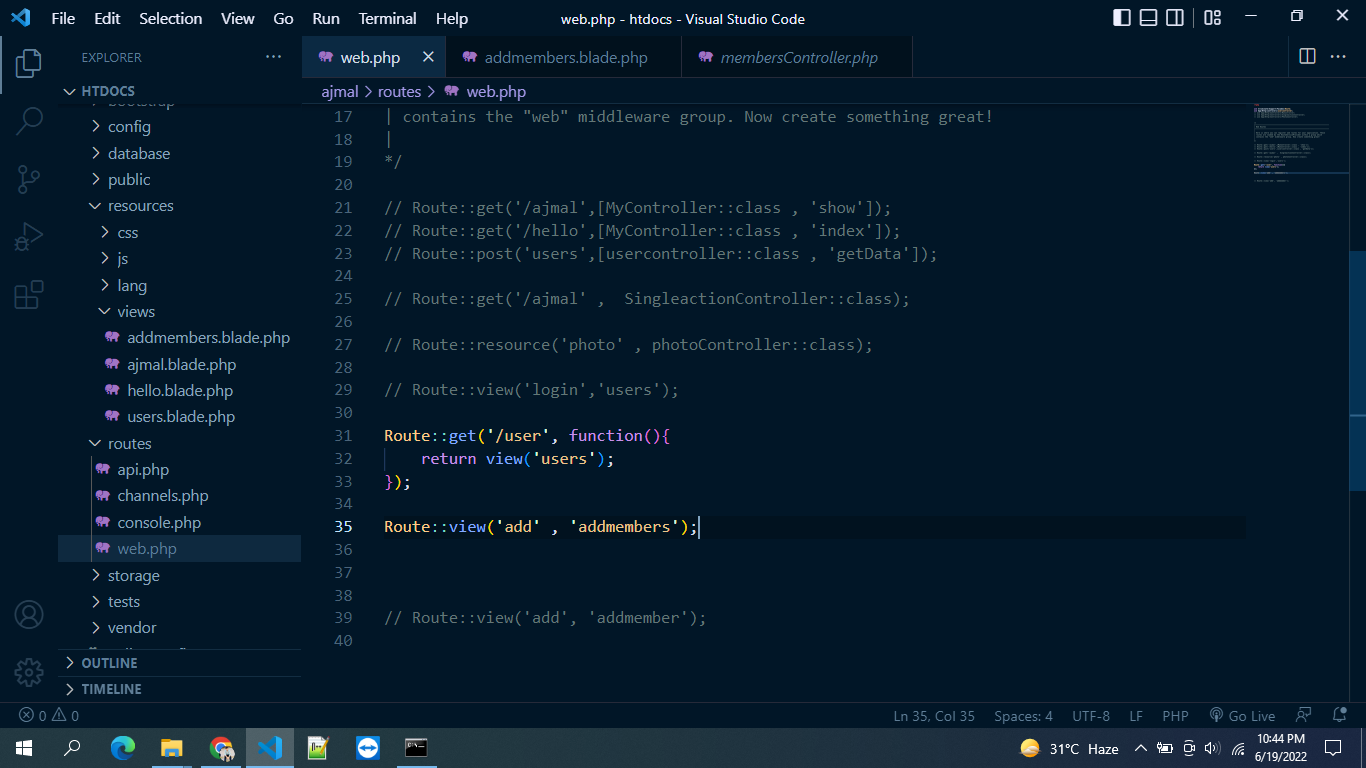 File Edit Selection View Go Run Terminal Help
web.php - htdocs - Visual Studio Code
EXPLORER
web.php
addmembers.blade.php
membersController.php
HTDOCS
ajmal > routes > web.php
bootstrap
config
database
public
resources
css
js
lang
views
addmembers.blade.php
ajmal.blade.php
hello.blade.php
users.blade.php
routes
api.php
channels.php
console.php
web.php
storage
tests
vendor
OUTLINE
TIMELINE
17 | contains the "web" middleware group. Now create something great!
18 |
19 */
20
21 // Route::get('/ajmal',[MyController::class , 'show']);
22 // Route::get('/hello',[MyController::class , 'index']);
23 // Route::post('users',[usercontroller::class , 'getData']);
24
25 // Route::get('/ajmal' ,  SingleactionController::class);
26
27 // Route::resource('photo' , photoController::class);
28
29 // Route::view('login','users');
30
31 Route::get('/user', function(){
32     return view('users');
33 });
34
35 Route::view('add' , 'addmembers');
36
37
38
39 // Route::view('add', 'addmember');
40
0 0
Ln 35, Col 35 Spaces: 4 UTF-8 LF PHP Go Live
31°C Haze
10:44 PM
6/19/2022